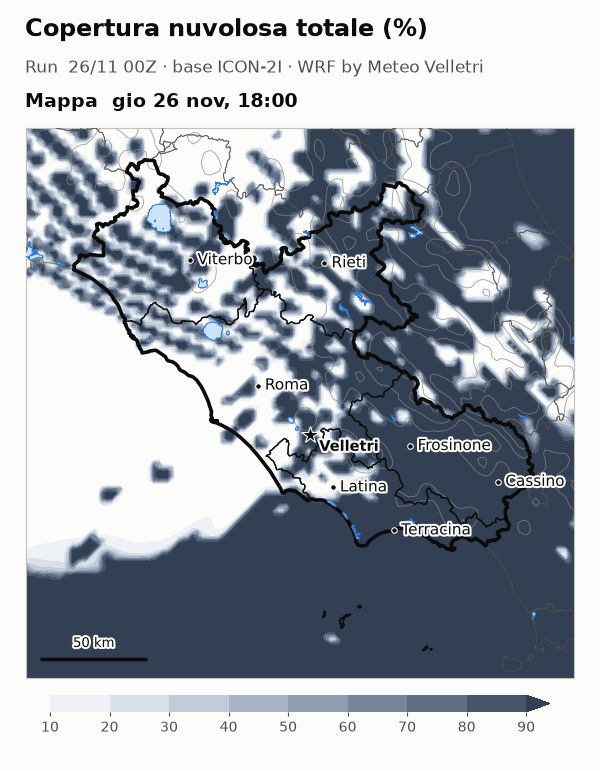 Copertura nuvolosa totale (%)
Run  26/11 00Z · base ICON-2I · WRF by Meteo Velletri
Mappa  gio 26 nov, 18:00
Viterbo
Rieti
Roma
Velletri
Frosinone
Latina
Cassino
Terracina
50 km
10 20 30 40 50 60 70 80 90